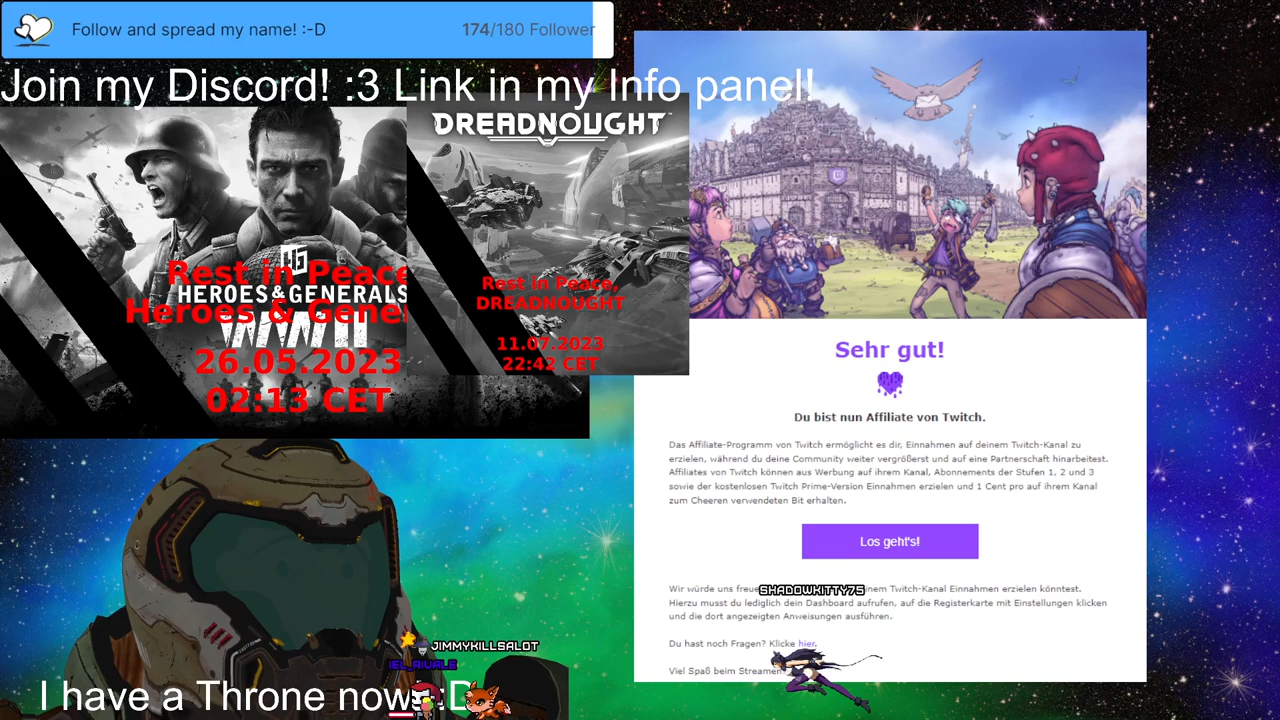 Follow and spread my name! :-D
174/180 Follower
Join my Discord! :3 Link in my Info panel!
DREADNOUGHT
Rest in Peace
HEROES & GENERALS
Heroes & Gene
WWII
26.05.2023
02:13 CET
Rest in Peace,
DREADNOUGHT
11.07.2023
22:42 CET
Sehr gut!
Du bist nun Affiliate von Twitch.
Das Affiliate-Programm von Twitch ermöglicht es dir, Einnahmen auf deinem Twitch-Kanal zu
erzielen, während du deine Community weiter vergrößerst und auf eine Partnerschaft hinarbeitest.
Affiliates von Twitch können aus Werbung auf ihrem Kanal, Abonnements der Stufen 1, 2 und 3
sowie der kostenlosen Twitch Prime-Version Einnahmen erzielen und 1 Cent pro auf ihrem Kanal
zum Cheeren verwendeten Bit erhalten.
Los geht's!
Wir würde uns freue
SHADOWKITTY75
nem Twitch-Kanal Einnahmen erzielen könntest.
Hierzu musst du lediglich dein Dashboard aufrufen, auf die Registerkarte mit Einstellungen klicken
und die dort angezeigten Anweisungen ausführen.
Du hast noch Fragen? Klicke hier.
Viel Spaß beim Streamen
JIMMYKILLSALOT
IEL_RIVALE
I have a Throne now! :D